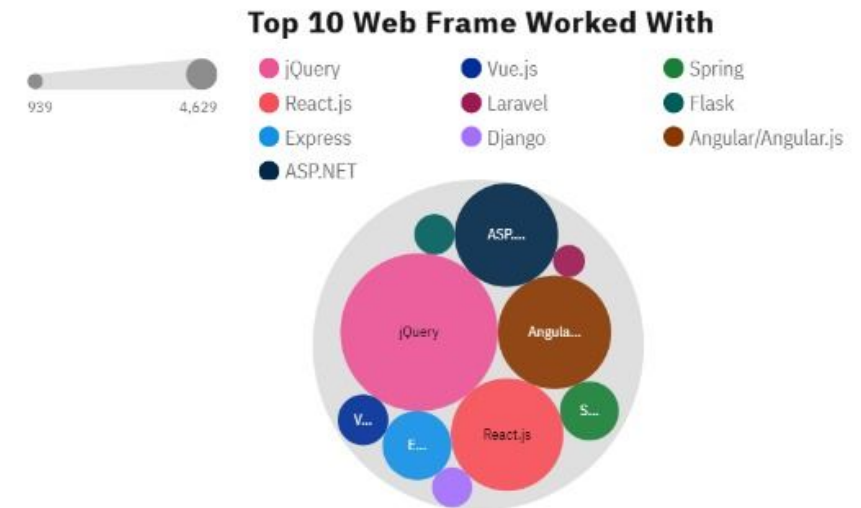 Top 10 Web Frame Worked With
939
4,629
jQuery
Vue.js
Spring
React.js
Laravel
Flask
Express
Django
Angular/Angular.js
ASP.NET
ASP....
jQuery
Angula...
V...
E...
React.js
S...